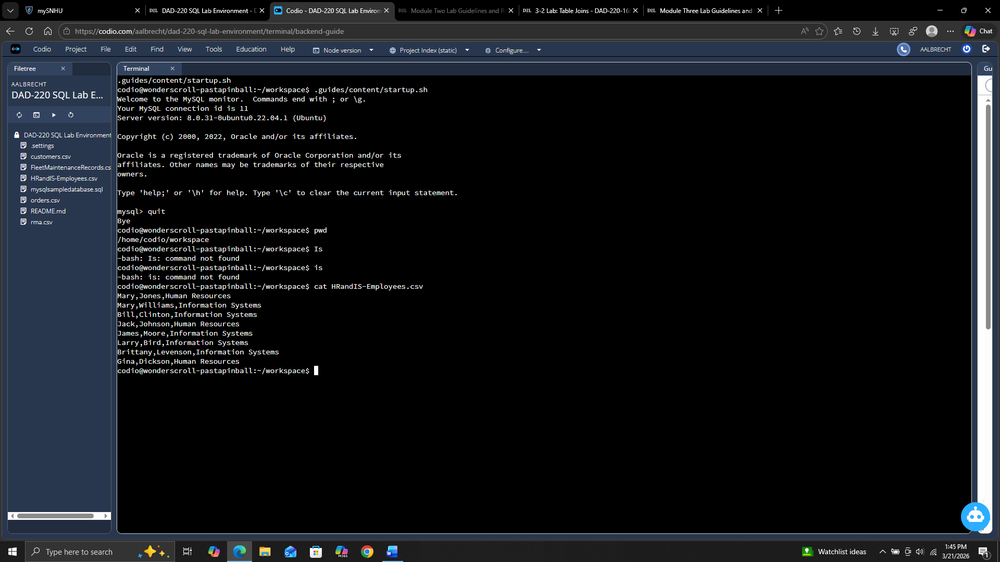 mySNHU
D2L DAD-220 SQL Lab Environment - D
Codio - DAD-220 SQL Lab Environ
D2L Module Two Lab Guidelines and R
D2L 3-2 Lab: Table Joins - DAD-220-16
D2L Module Three Lab Guidelines and
https://codio.com/aalbrecht/dad-220-sql-lab-environment/terminal/backend-guide
Chat
Codio Project File Edit Find View Tools Education Help Node version Project Index (static) Configure.... AALBRECHT
Filetree
Terminal
Gu
AALBRECHT
DAD-220 SQL Lab E...
DAD-220 SQL Lab Environment
.settings
customers.csv
FleetMaintenanceRecords.cs
HRandIS-Employees.csv
mysqlsampledatabase.sql
orders.csv
README.md
rma.csv
.guides/content/startup.sh
codio@wonderscroll-pastapinball:~/workspace$ .guides/content/startup.sh
Welcome to the MySQL monitor.  Commands end with ; or \g.
Your MySQL connection id is 11
Server version: 8.0.31-0ubuntu0.22.04.1 (Ubuntu)
Copyright (c) 2000, 2022, Oracle and/or its affiliates.
Oracle is a registered trademark of Oracle Corporation and/or its
affiliates. Other names may be trademarks of their respective
owners.
Type 'help;' or '\h' for help. Type '\c' to clear the current input statement.
mysql> quit
Bye
codio@wonderscroll-pastapinball:~/workspace$ pwd
/home/codio/workspace
codio@wonderscroll-pastapinball:~/workspace$ Is
-bash: Is: command not found
codio@wonderscroll-pastapinball:~/workspace$ is
-bash: is: command not found
codio@wonderscroll-pastapinball:~/workspace$ cat HRandIS-Employees.csv
Mary,Jones,Human Resources
Mary,Williams,Information Systems
Bill,Clinton,Information Systems
Jack,Johnson,Human Resources
James,Moore,Information Systems
Larry,Bird,Information Systems
Brittany,Levenson,Information Systems
Gina,Dickson,Human Resources
codio@wonderscroll-pastapinball:~/workspace$
Type here to search
M365
Watchlist ideas
1:45 PM
3/21/2026
1